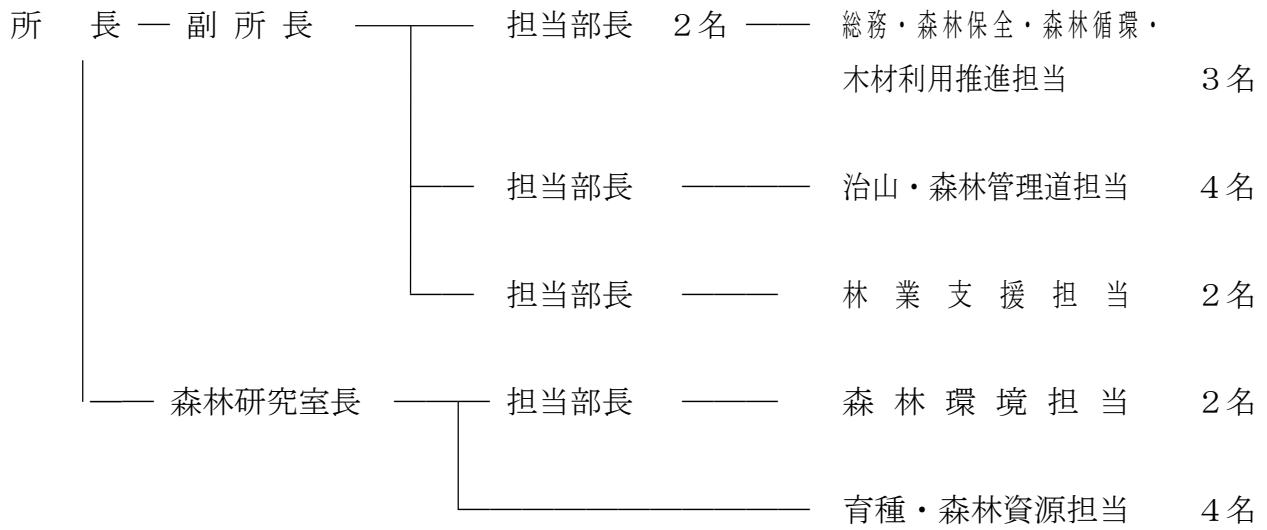 所　長 ― 副所長 担当部長　２名 総務・森林保全・森林循環・
木材利用推進担当　３名
担当部長 治山・森林管理道担当　４名
担当部長 林業支援担当　２名
森林研究室長 担当部長 森林環境担当　２名
育種・森林資源担当　４名